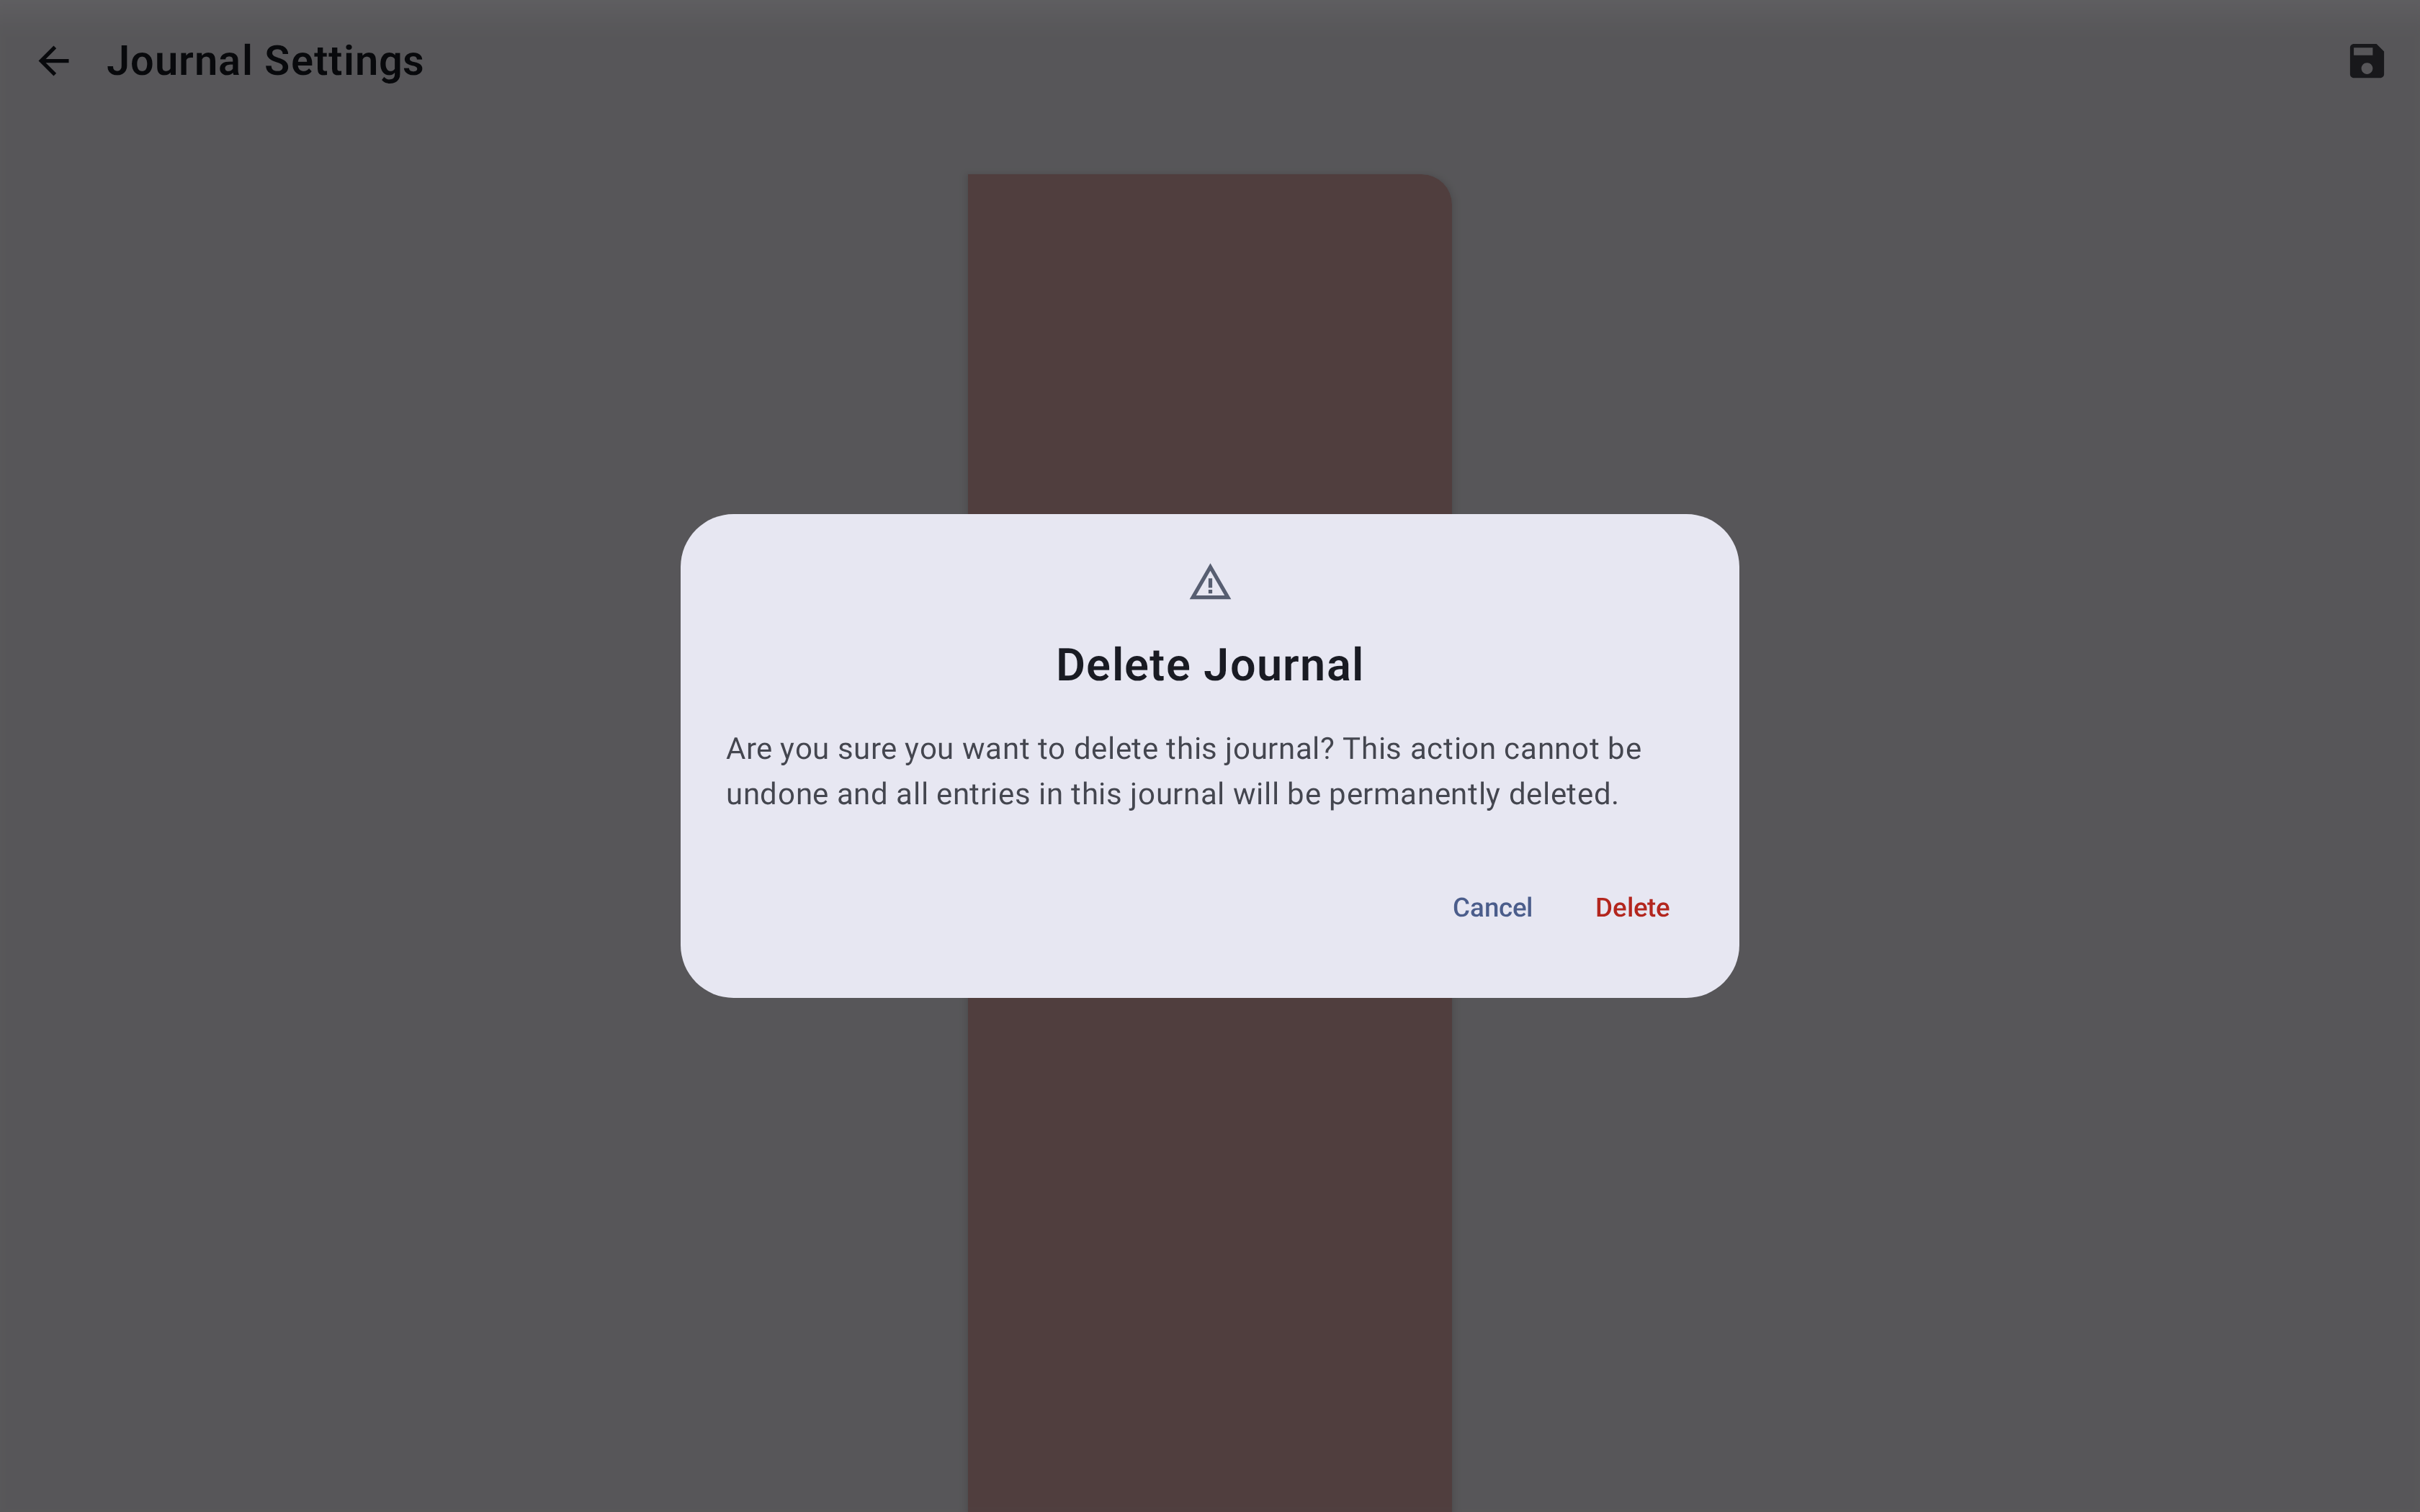 Journal Settings
Delete Journal
Are you sure you want to delete this journal? This action cannot be
undone and all entries in this journal will be permanently deleted.
Cancel Delete